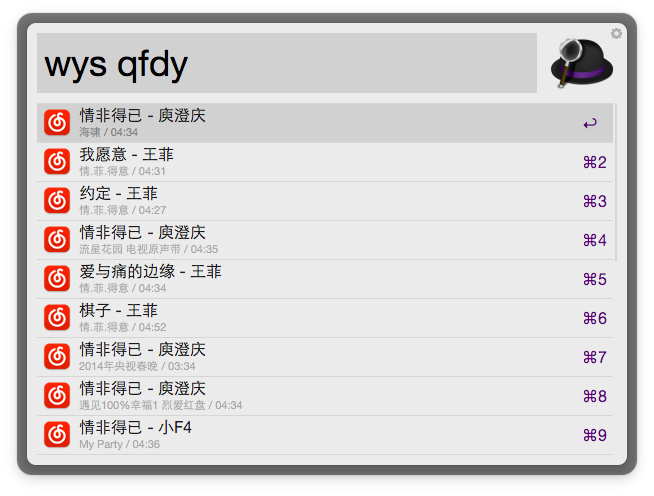 wys qfdy
情非得已 - 庾澄庆
海啸 / 04:34
↩
我愿意 - 王菲
情.菲.得意 / 04:31
⌘2
约定 - 王菲
情.菲.得意 / 04:27
⌘3
情非得已 - 庾澄庆
流星花园 电视原声带 / 04:35
⌘4
爱与痛的边缘 - 王菲
情.菲.得意 / 04:34
⌘5
棋子 - 王菲
情.菲.得意 / 04:52
⌘6
情非得已 - 庾澄庆
2014年央视春晚 / 03:34
⌘7
情非得已 - 庾澄庆
遇见100%幸福1 烈爱红盘 / 04:34
⌘8
情非得已 - 小F4
My Party / 04:36
⌘9